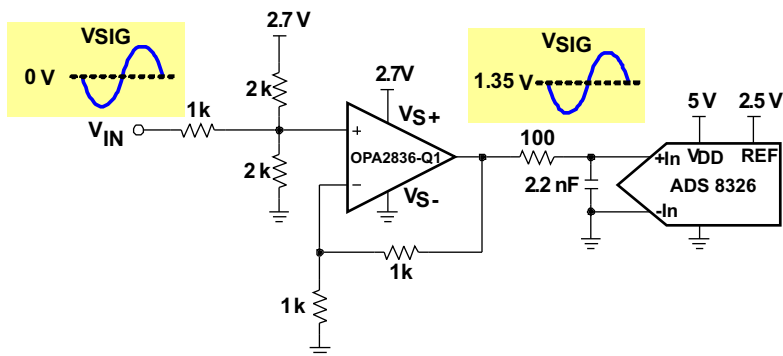 2.7 V
VSIG
0 V
2 k
1k
VIN
2 k
2.7V
VS+
+
OPA2836-Q1
−
VS-
1k
1k
VSIG
1.35 V
100
2.2 nF
5 V
2.5 V
+In
VDD
REF
ADS 8326
-In